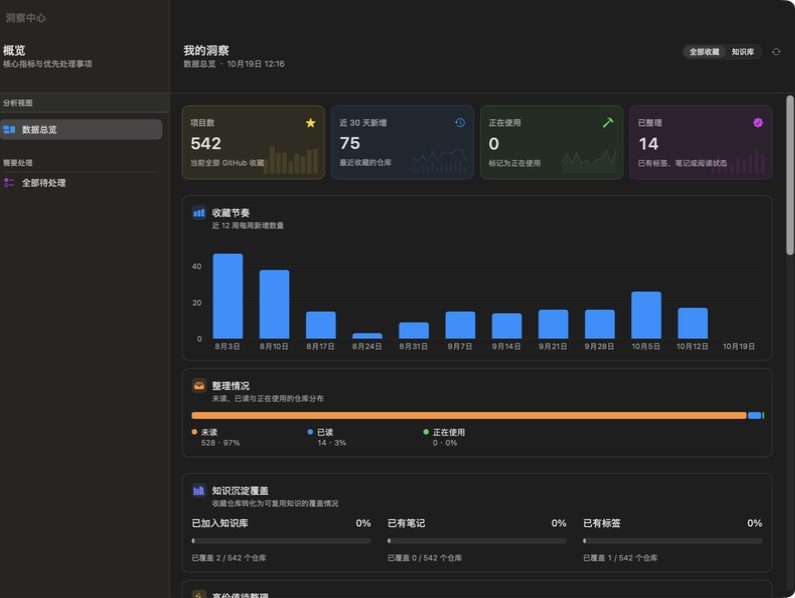 洞察中心
概览
核心指标与优先处理事项
分析视图
数据总览
需要处理
全部待处理
我的洞察
数据总览 · 10月19日 12:16
全部收藏 知识库
项目数
542
当前全部 GitHub 收藏
近 30 天新增
75
最近收藏的仓库
正在使用
0
标记为正在使用
已整理
14
已有标签、笔记或阅读状态
收藏节奏
近 12 周每周新增数量
40
20
0
8月3日 8月10日 8月17日 8月24日 8月31日 9月7日 9月14日 9月21日 9月28日 10月5日 10月12日 10月19日
整理情况
未读、已读与正在使用的仓库分布
未读 已读 正在使用
528 · 97% 14 · 3% 0 · 0%
知识沉淀覆盖
收藏仓库转化为可复用知识的覆盖情况
已加入知识库 0% 已有笔记 0% 已有标签 0%
已覆盖 2 / 542 个仓库 已覆盖 0 / 542 个仓库 已覆盖 1 / 542 个仓库
高价值待整理